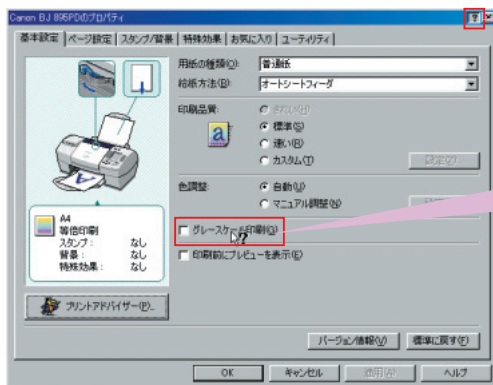 Canon BJ 895PDのプロパティ
基本設定 ページ設定 スタンプ/背景 特殊効果 お気に入り ユーティリティ
用紙の種類(Q): 普通紙
給紙方法(B): オートシートフィーダ
印刷品質: きれい(H)
標準(S)
速い(R)
カスタム(T) 設定(Z)
色調整: 自動(U)
マニュアル調整(N)
グレースケール印刷(G)
印刷前にプレビューを表示(E)
A4
等倍印刷
スタンプ: なし
背景: なし
特殊効果: なし
プリントアドバイザー(P)...
バージョン情報(V) 標準に戻す(F)
OK キャンセル 適用(A) ヘルプ